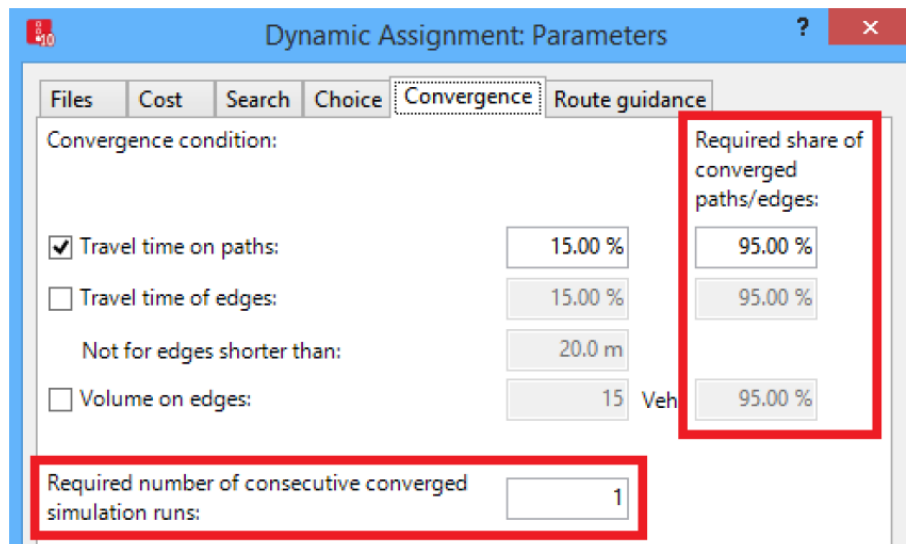 10
Dynamic Assignment: Parameters
? ×
Files Cost Search Choice Convergence Route guidance
Convergence condition:
Required share of
converged
paths/edges:
Travel time on paths: 15.00 % 95.00 %
Travel time of edges: 15.00 % 95.00 %
Not for edges shorter than: 20.0 m
Volume on edges: 15 Veh 95.00 %
Required number of consecutive converged
simulation runs: 1